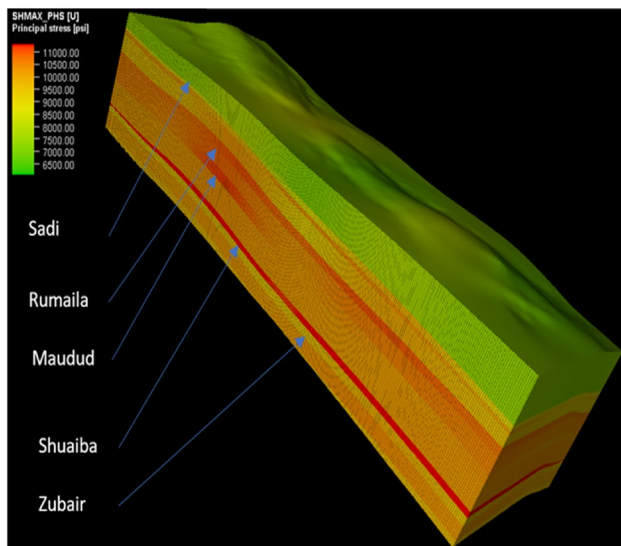 SHMAX_PHS [U]
Principal stress [psi]
11000.00
10500.00
10000.00
9500.00
9000.00
8500.00
8000.00
7500.00
7000.00
6500.00
Sadi
Rumaila
Maudud
Shuaiba
Zubair